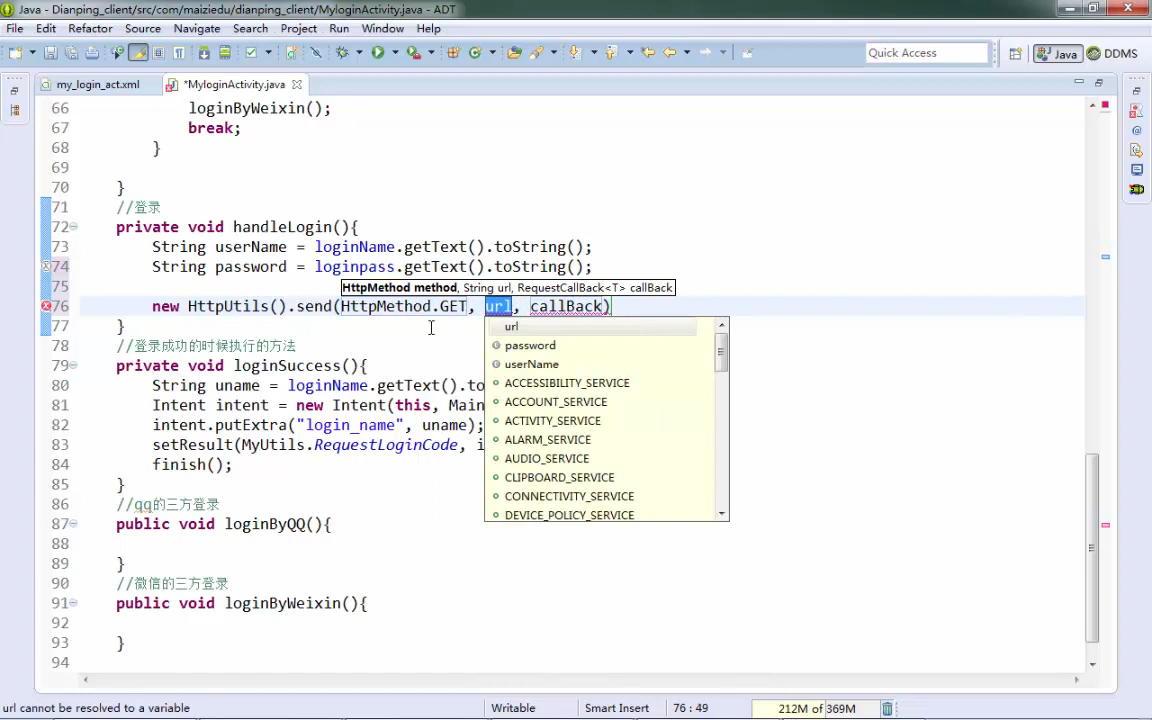 Java - Dianping_client/src/com/maiziedu/dianping_client/MyloginActivity.java - ADT
File Edit Refactor Source Navigate Search Project Run Window Help
Quick Access
Java
DDMS
my_login_act.xml
*MyloginActivity.java
66 loginByWeixin();
67 break;
68 }
69
70 }
71 //登录
72 private void handleLogin(){
73 String userName = loginName.getText().toString();
74 String password = loginpass.getText().toString();
75
HttpMethod method, String url, RequestCallBack<T> callBack
76 new HttpUtils().send(HttpMethod.GET, url, callBack)
77 }
78 //登录成功的时候执行的方法
79 private void loginSuccess(){
80 String uname = loginName.getText().to
81 Intent intent = new Intent(this, Main
82 intent.putExtra("login_name", uname);
83 setResult(MyUtils.RequestLoginCode, i
84 finish();
85 }
86 //qq的三方登录
87 public void loginByQQ(){
88
89 }
90 //微信的三方登录
91 public void loginByWeixin(){
92
93 }
94
url
password
userName
ACCESSIBILITY_SERVICE
ACCOUNT_SERVICE
ACTIVITY_SERVICE
ALARM_SERVICE
AUDIO_SERVICE
CLIPBOARD_SERVICE
CONNECTIVITY_SERVICE
DEVICE_POLICY_SERVICE
url cannot be resolved to a variable
Writable
Smart Insert
76 : 49
212M of 369M